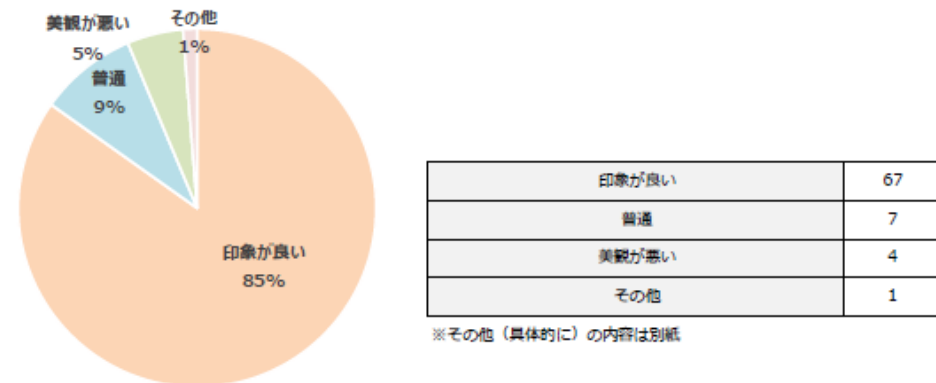 美観が悪い
5%
その他
1%
普通
9%
印象が良い
85%
印象が良い 67
普通 7
美観が悪い 4
その他 1
※その他（具体的に）の内容は別紙